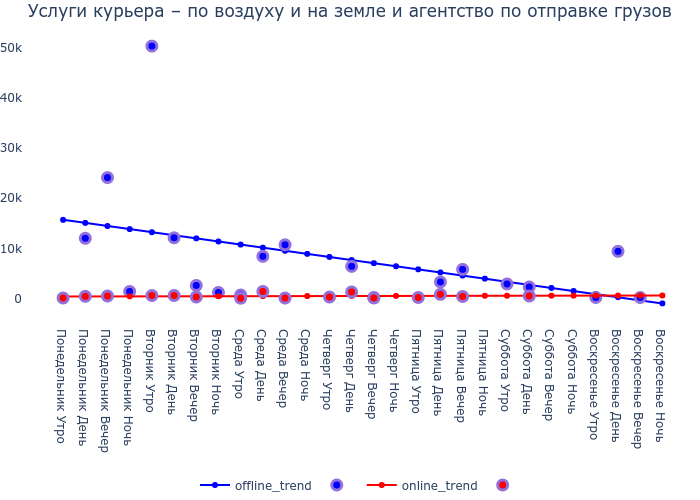 Услуги курьера – по воздуху и на земле и агентство по отправке грузов
50k
40k
30k
20k
10k
0
Понедельник Утро
Понедельник День
Понедельник Вечер
Понедельник Ночь
Вторник Утро
Вторник День
Вторник Вечер
Вторник Ночь
Среда Утро
Среда День
Среда Вечер
Среда Ночь
Четверг Утро
Четверг День
Четверг Вечер
Четверг Ночь
Пятница Утро
Пятница День
Пятница Вечер
Пятница Ночь
Суббота Утро
Суббота День
Суббота Вечер
Суббота Ночь
Воскресенье Утро
Воскресенье День
Воскресенье Вечер
Воскресенье Ночь
offline_trend online_trend